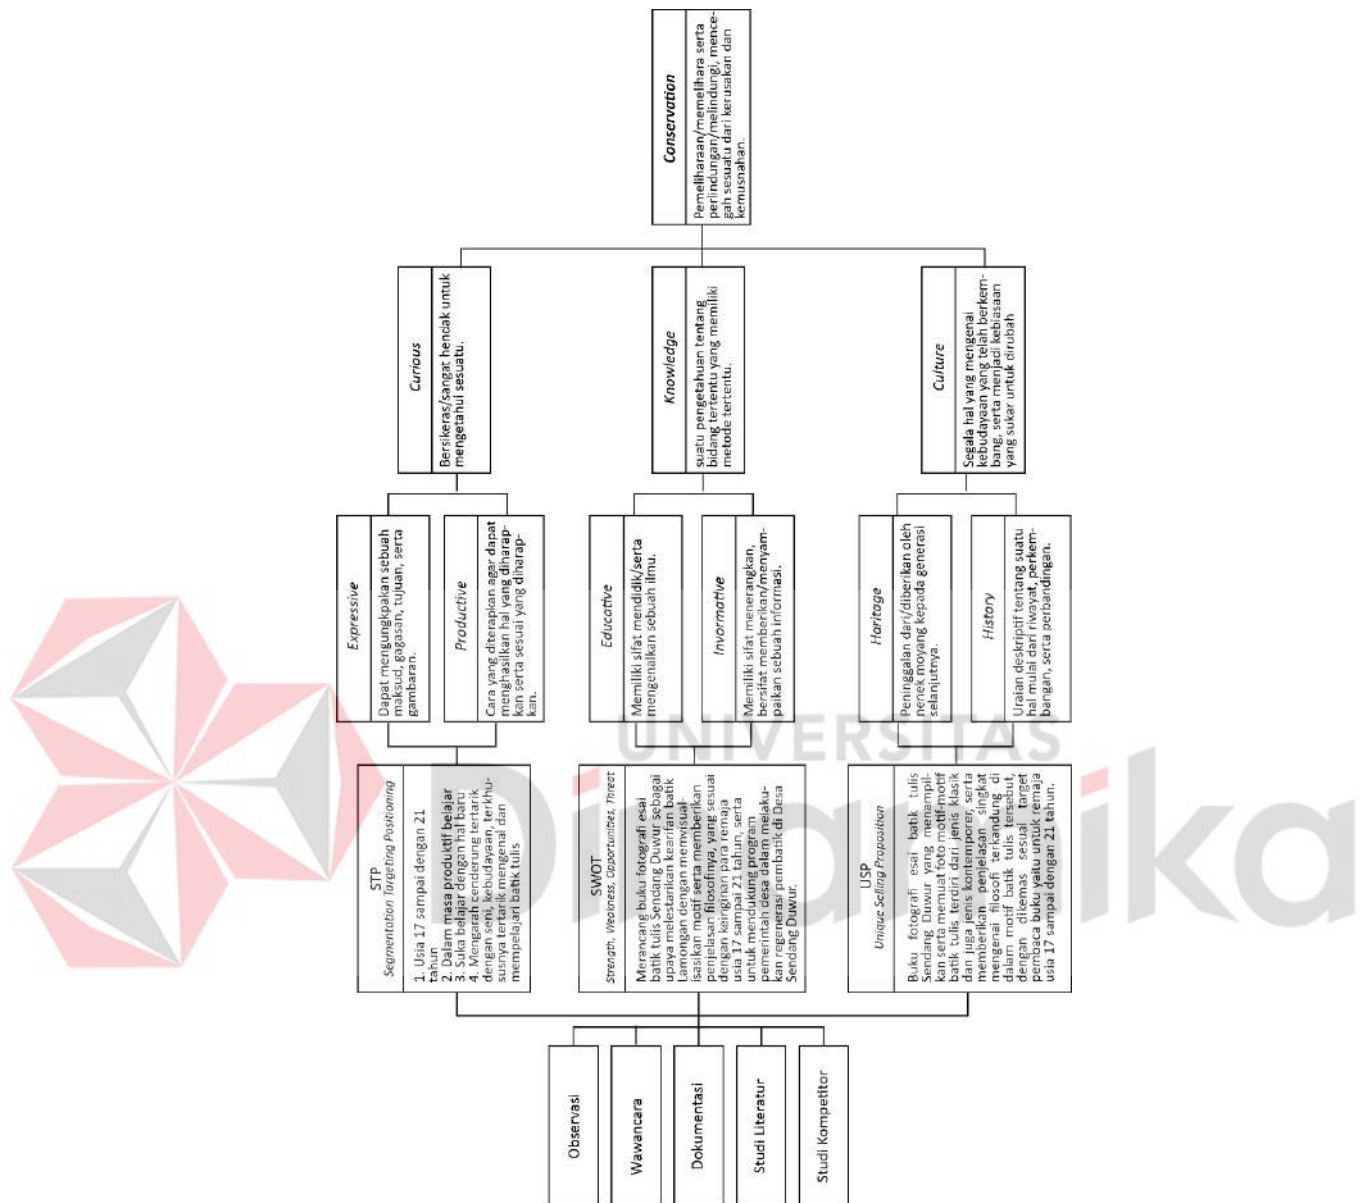 Observasi
Wawancara
Dokumentasi
Studi Literatur
Studi Kompetitor
STP
Segmentation Targeting Positioning
1. Usia 17 sampai dengan 21
tahun
2. Dalam masa produktif belajar
3. Suka belajar dengan hal baru
4. Mengarah cenderung tertarik
dengan seni, kebudayaan, terkhu-
susnya tertarik mengenal dan
mempelajari batik tulis
SWOT
Strength, Weakness, Opportunities, Threat
Merancang buku fotografi esai
batik tulis Sendang Duwur sebagai
upaya melestarikan kearifan batik
Lamongan dengan memvisual-
isasikan motif serta memberikan
penjelasan filosofinya, yang sesuai
dengan keinginan para remaja
usia 17 sampai 21 tahun, serta
untuk mendukung program
pemerintah desa dalam melaku-
kan regenerasi pembatik di Desa
Sendang Duwur.
USP
Unique Selling Proposition
Buku fotografi esai batik tulis
Sendang Duwur yang menampil-
kan serta memuat foto motif-motif
batik tulis terdiri dari jenis klasik
dan juga jenis kontemporer, serta
memberikan penjelasan singkat
mengenai filosofi terkandung di
dalam motif batik tulis tersebut,
dengan dikemas sesuai target
pembaca buku yaitu untuk remaja
usia 17 sampai dengan 21 tahun.
Expressive
Dapat mengungkpakan sebuah
maksud, gagasan, tujuan, serta
gambaran.
Productive
Cara yang diterapkan agar dapat
menghasilkan hal yang diharap-
kan serta sesuai yang diharap-
kan.
Educative
Memiliki sifat mendidik/serta
mengenalkan sebuah ilmu.
Invormative
Memiliki sifat menerangkan,
bersifat memberikan/menyam-
paikan sebuah informasi.
Haritage
Peninggalan dari/diberikan oleh
nenek moyang kepada generasi
selanjutnya.
History
Uraian deskriptif tentang suatu
hal mulai dari riwayat, perkem-
bangan, serta perbandingan.
Curious
Bersikeras/sangat hendak untuk
mengetahui sesuatu.
Knowledge
suatu pengetahuan tentang
bidang tertentu yang memiliki
metode tertentu.
Culture
Segala hal yang mengenai
kebudayaan yang telah berkem-
bang, serta menjadi kebiasaan
yang sukar untuk dirubah
Conservation
Pemeliharaan/memelihara serta
perlindungan/melindungi, mence-
gah sesuatu dari kerusakan dan
kemusnahan.
UNIVERSITAS
Dinamika